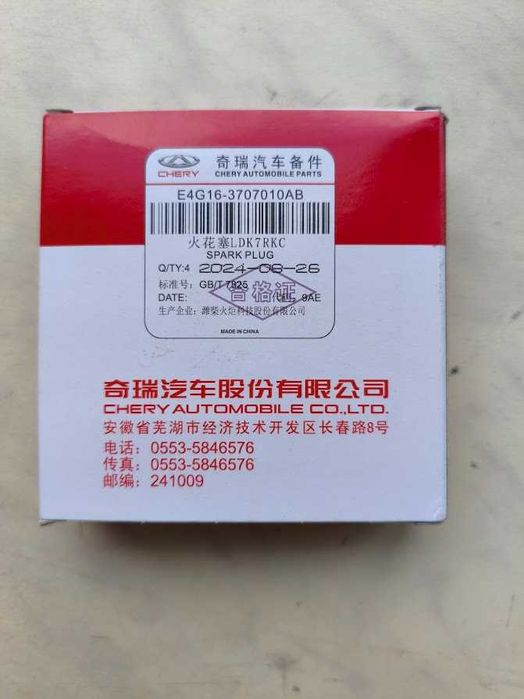 CHERY
奇瑞汽车备件
CHERY AUTOMOBILE PARTS
E4G16-3707010AB
火花塞LDK7RKC
SPARK PLUG
Q/TY:4 2024-08-26
标准号: GB/T 7825
DATE: 代码: 9AE
合格证
生产企业: 潍柴火炬科技股份有限公司
MADE IN CHINA
奇瑞汽车股份有限公司
CHERY AUTOMOBILE CO.,LTD.
安徽省芜湖市经济技术开发区长春路8号
电话: 0553-5846576
传真: 0553-5846576
邮编: 241009